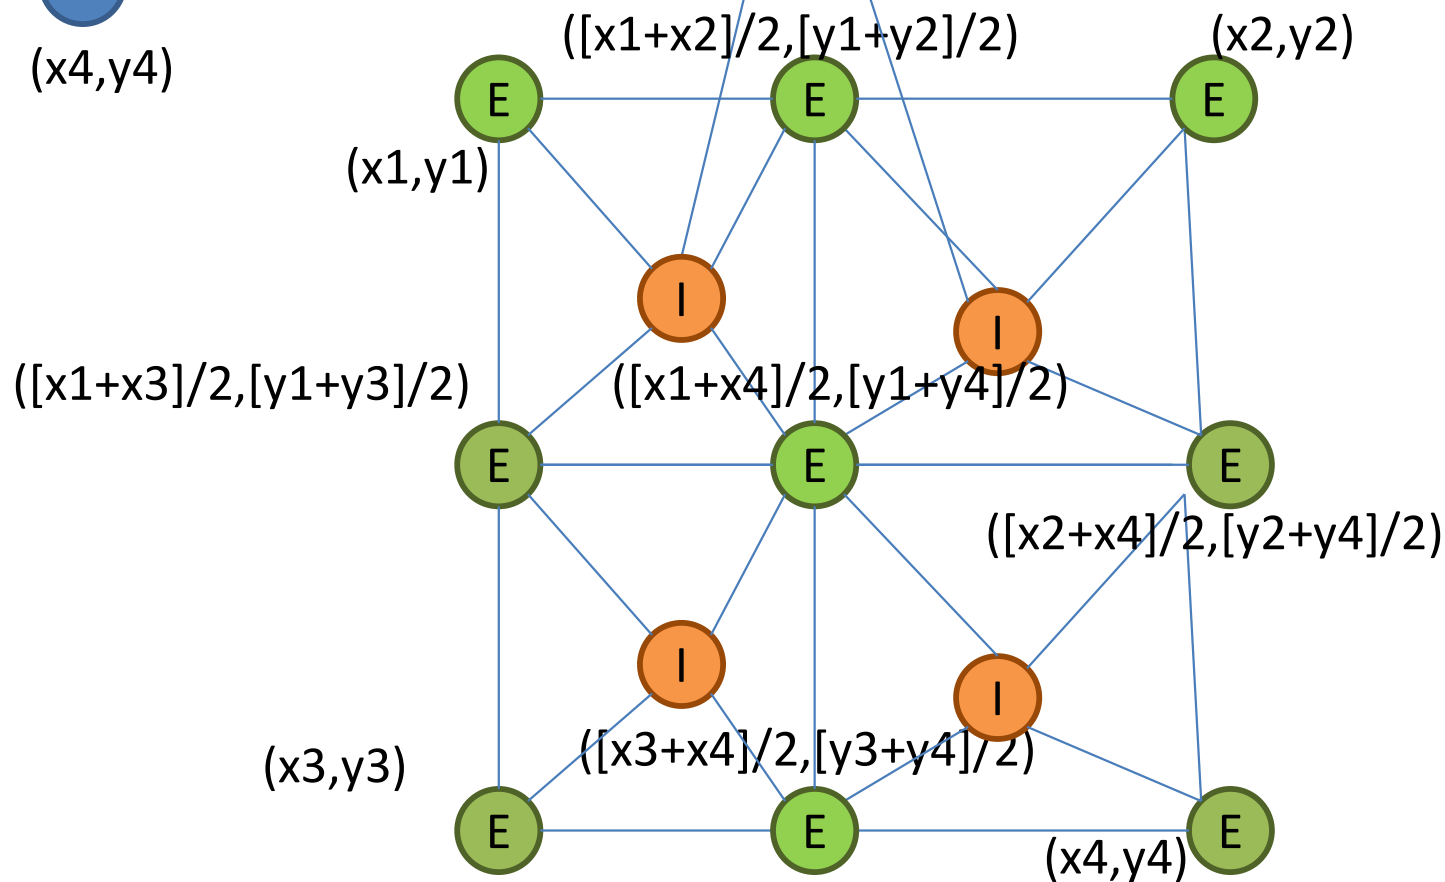 ([x1+x2]/2,[y1+y2]/2)
(x2,y2)
(x4,y4)
E
E
E
(x1,y1)
I
I
([x1+x3]/2,[y1+y3]/2)
([x1+x4]/2,[y1+y4]/2)
E
E
E
([x2+x4]/2,[y2+y4]/2)
I
I
([x3+x4]/2,[y3+y4]/2)
(x3,y3)
E
E
E
(x4,y4)